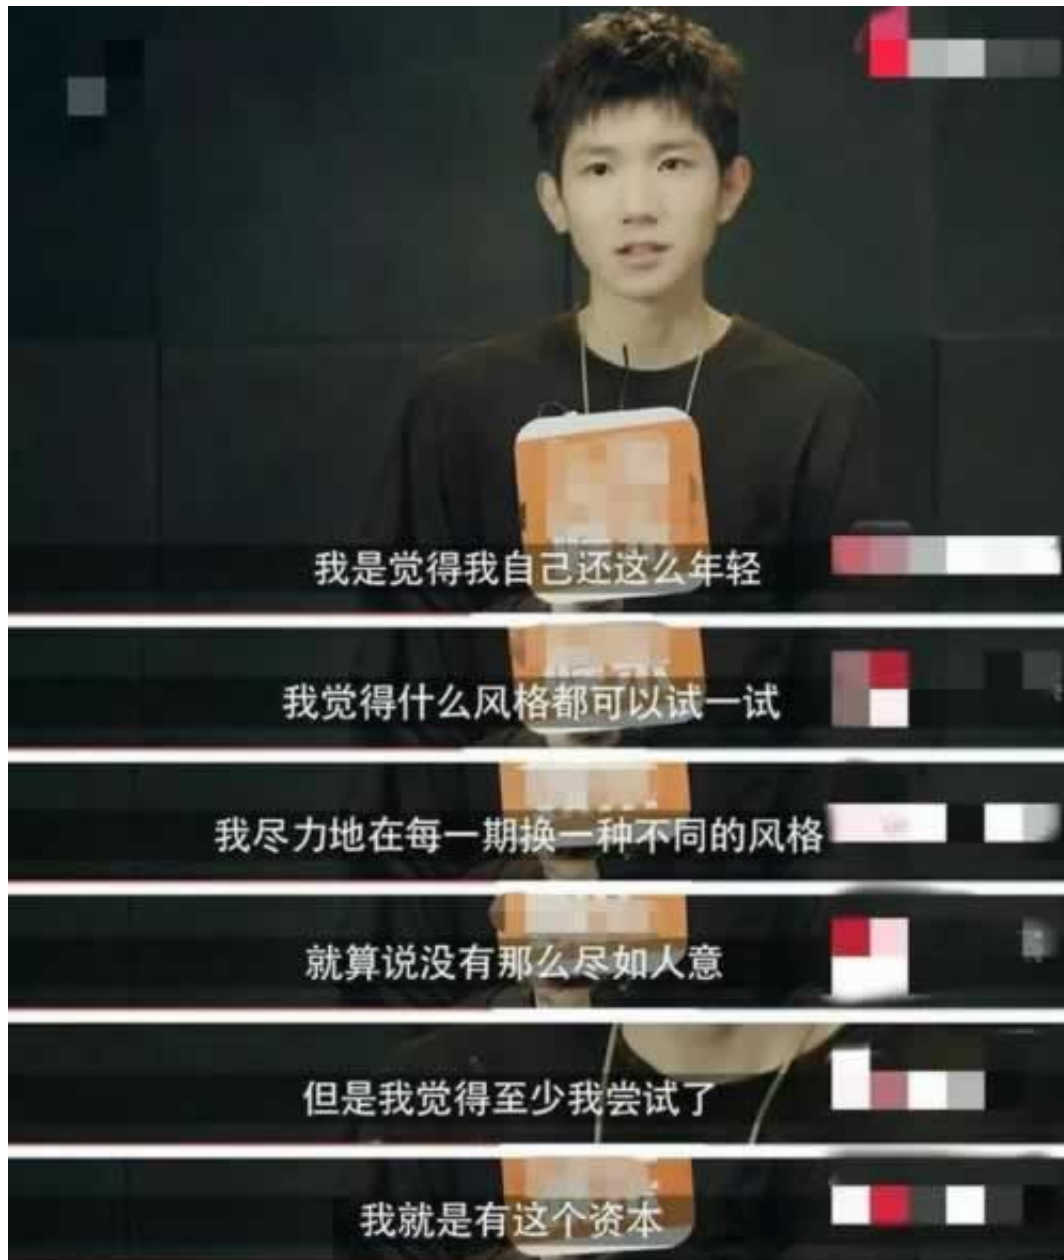 我是觉得我自己还这么年轻
我觉得什么风格都可以试一试
我尽力地在每一期换一种不同的风格
就算说没有那么尽如人意
但是我觉得至少我尝试了
我就是有这个资本